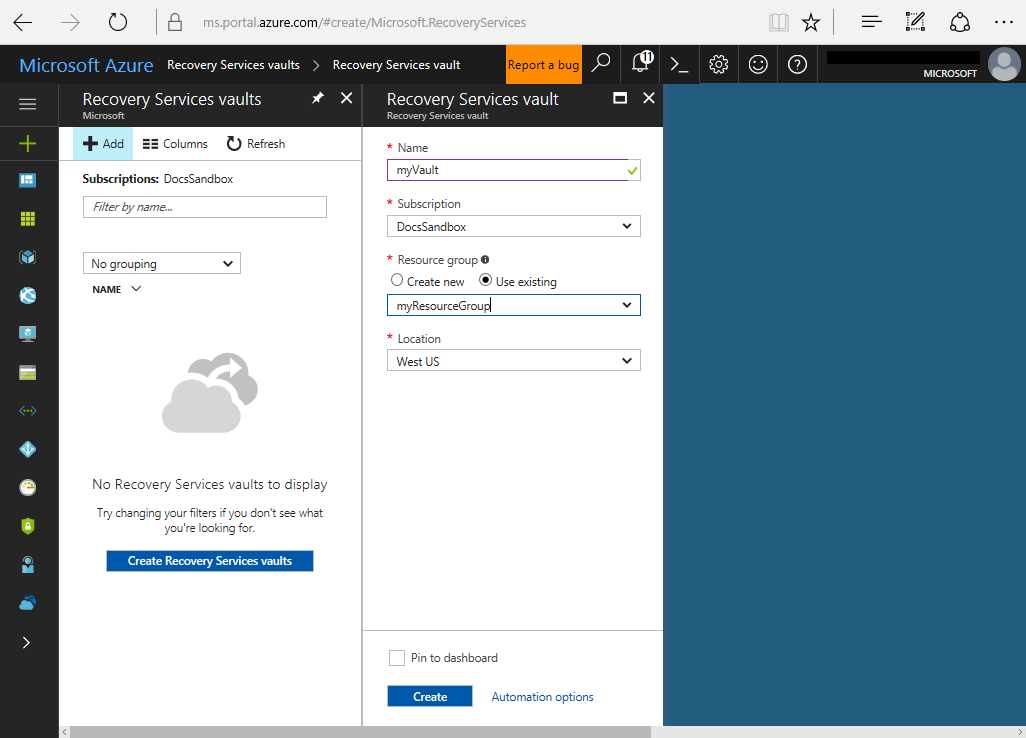 ms.portal.azure.com/#create/Microsoft.RecoveryServices
Microsoft Azure Recovery Services vaults > Recovery Services vault Report a bug 11 MICROSOFT
Recovery Services vaults
Microsoft
Add Columns Refresh
Subscriptions: DocsSandbox
Filter by name...
No grouping
NAME
No Recovery Services vaults to display
Try changing your filters if you don't see what
you're looking for.
Create Recovery Services vaults
Recovery Services vault
Recovery Services vault
* Name
myVault
* Subscription
DocsSandbox
* Resource group
Create new Use existing
myResourceGroup
* Location
West US
Pin to dashboard
Create Automation options